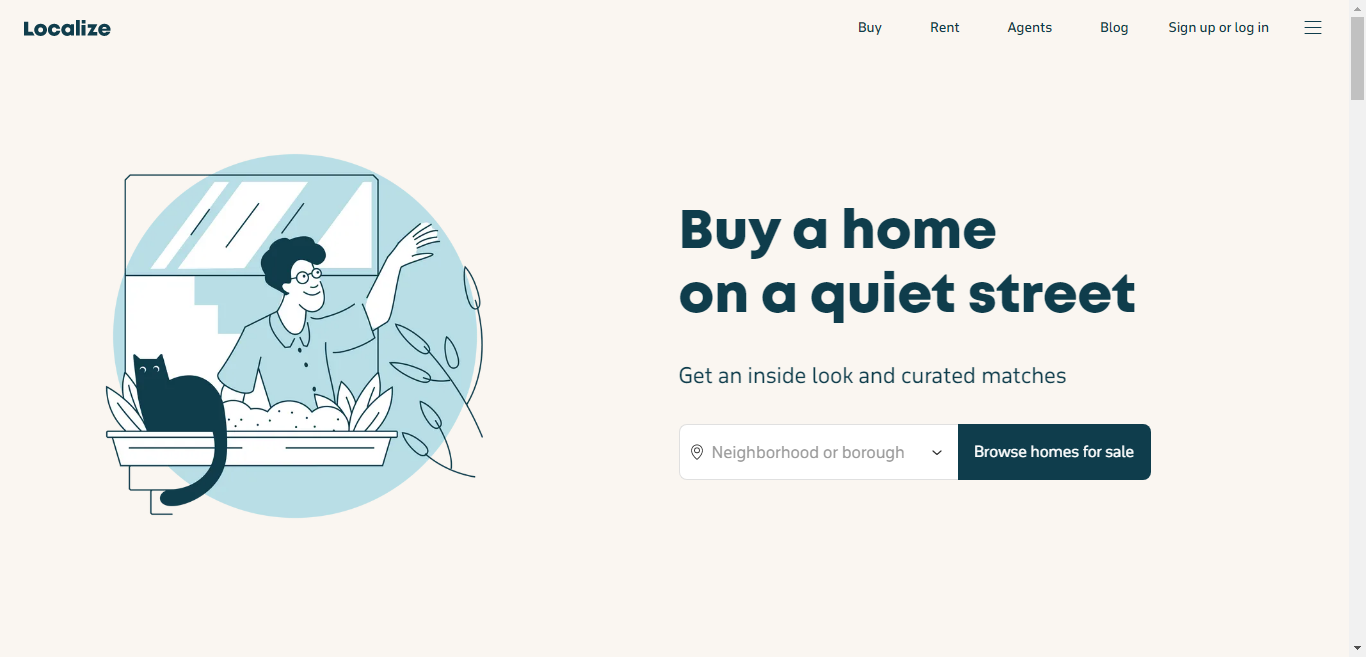 Localize
Buy
Rent
Agents
Blog
Sign up or log in
Buy a home
on a quiet street
Get an inside look and curated matches
Neighborhood or borough
Browse homes for sale